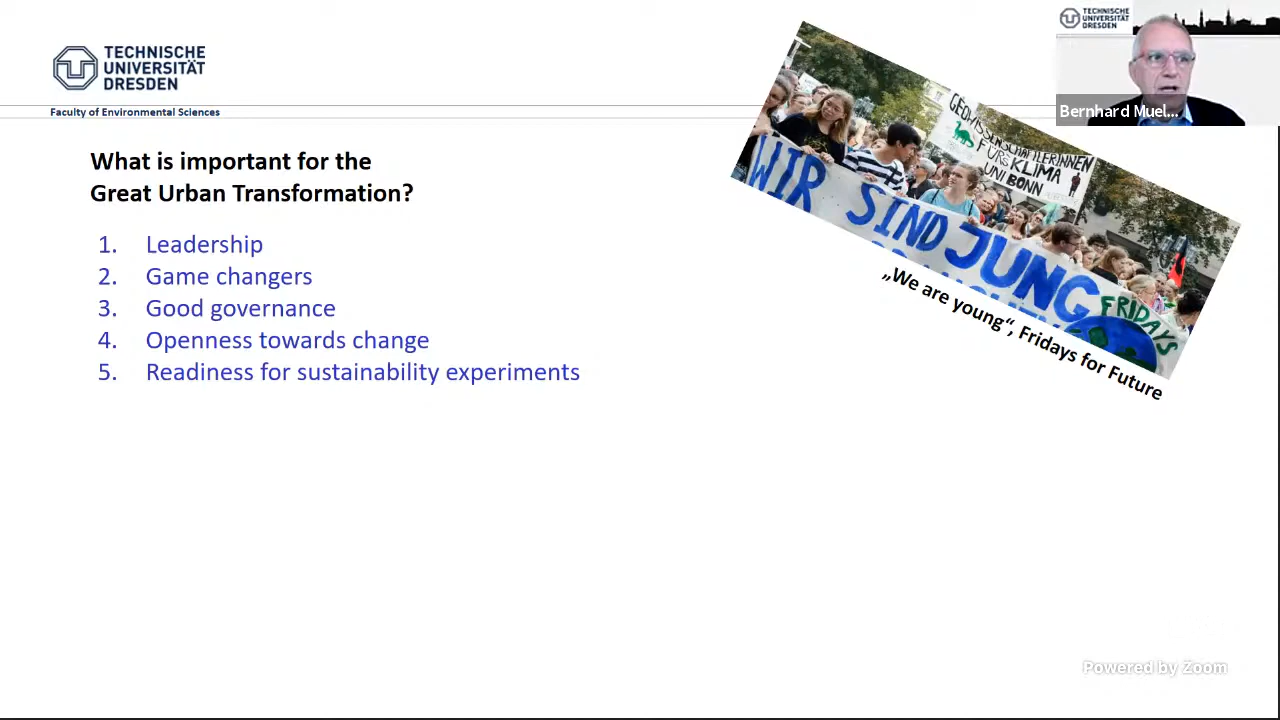 TECHNISCHE
UNIVERSITÄT
DRESDEN
Faculty of Environmental Sciences
What is important for the
Great Urban Transformation?
1. Leadership
2. Game changers
3. Good governance
4. Openness towards change
5. Readiness for sustainability experiments
GEOWISSENSCHAFTLERINNEN
FÜRS KLIMA
UNI BONN
WIR SIND JUNG
FRIDAYS
„We are young“, Fridays for Future
TECHNISCHE
UNIVERSITÄT
DRESDEN
Bernhard Muel...
Powered by Zoom